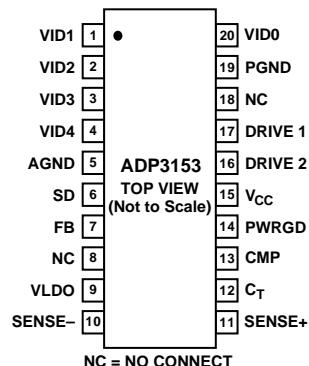 VID1 1 20 VID0
VID2 2 19 PGND
VID3 3 18 NC
VID4 4 17 DRIVE 1
AGND 5 ADP3153 16 DRIVE 2
SD 6 TOP VIEW 15 VCC
FB 7 (Not to Scale) 14 PWRGD
NC 8 13 CMP
VLDO 9 12 CT
SENSE– 10 11 SENSE+
NC = NO CONNECT